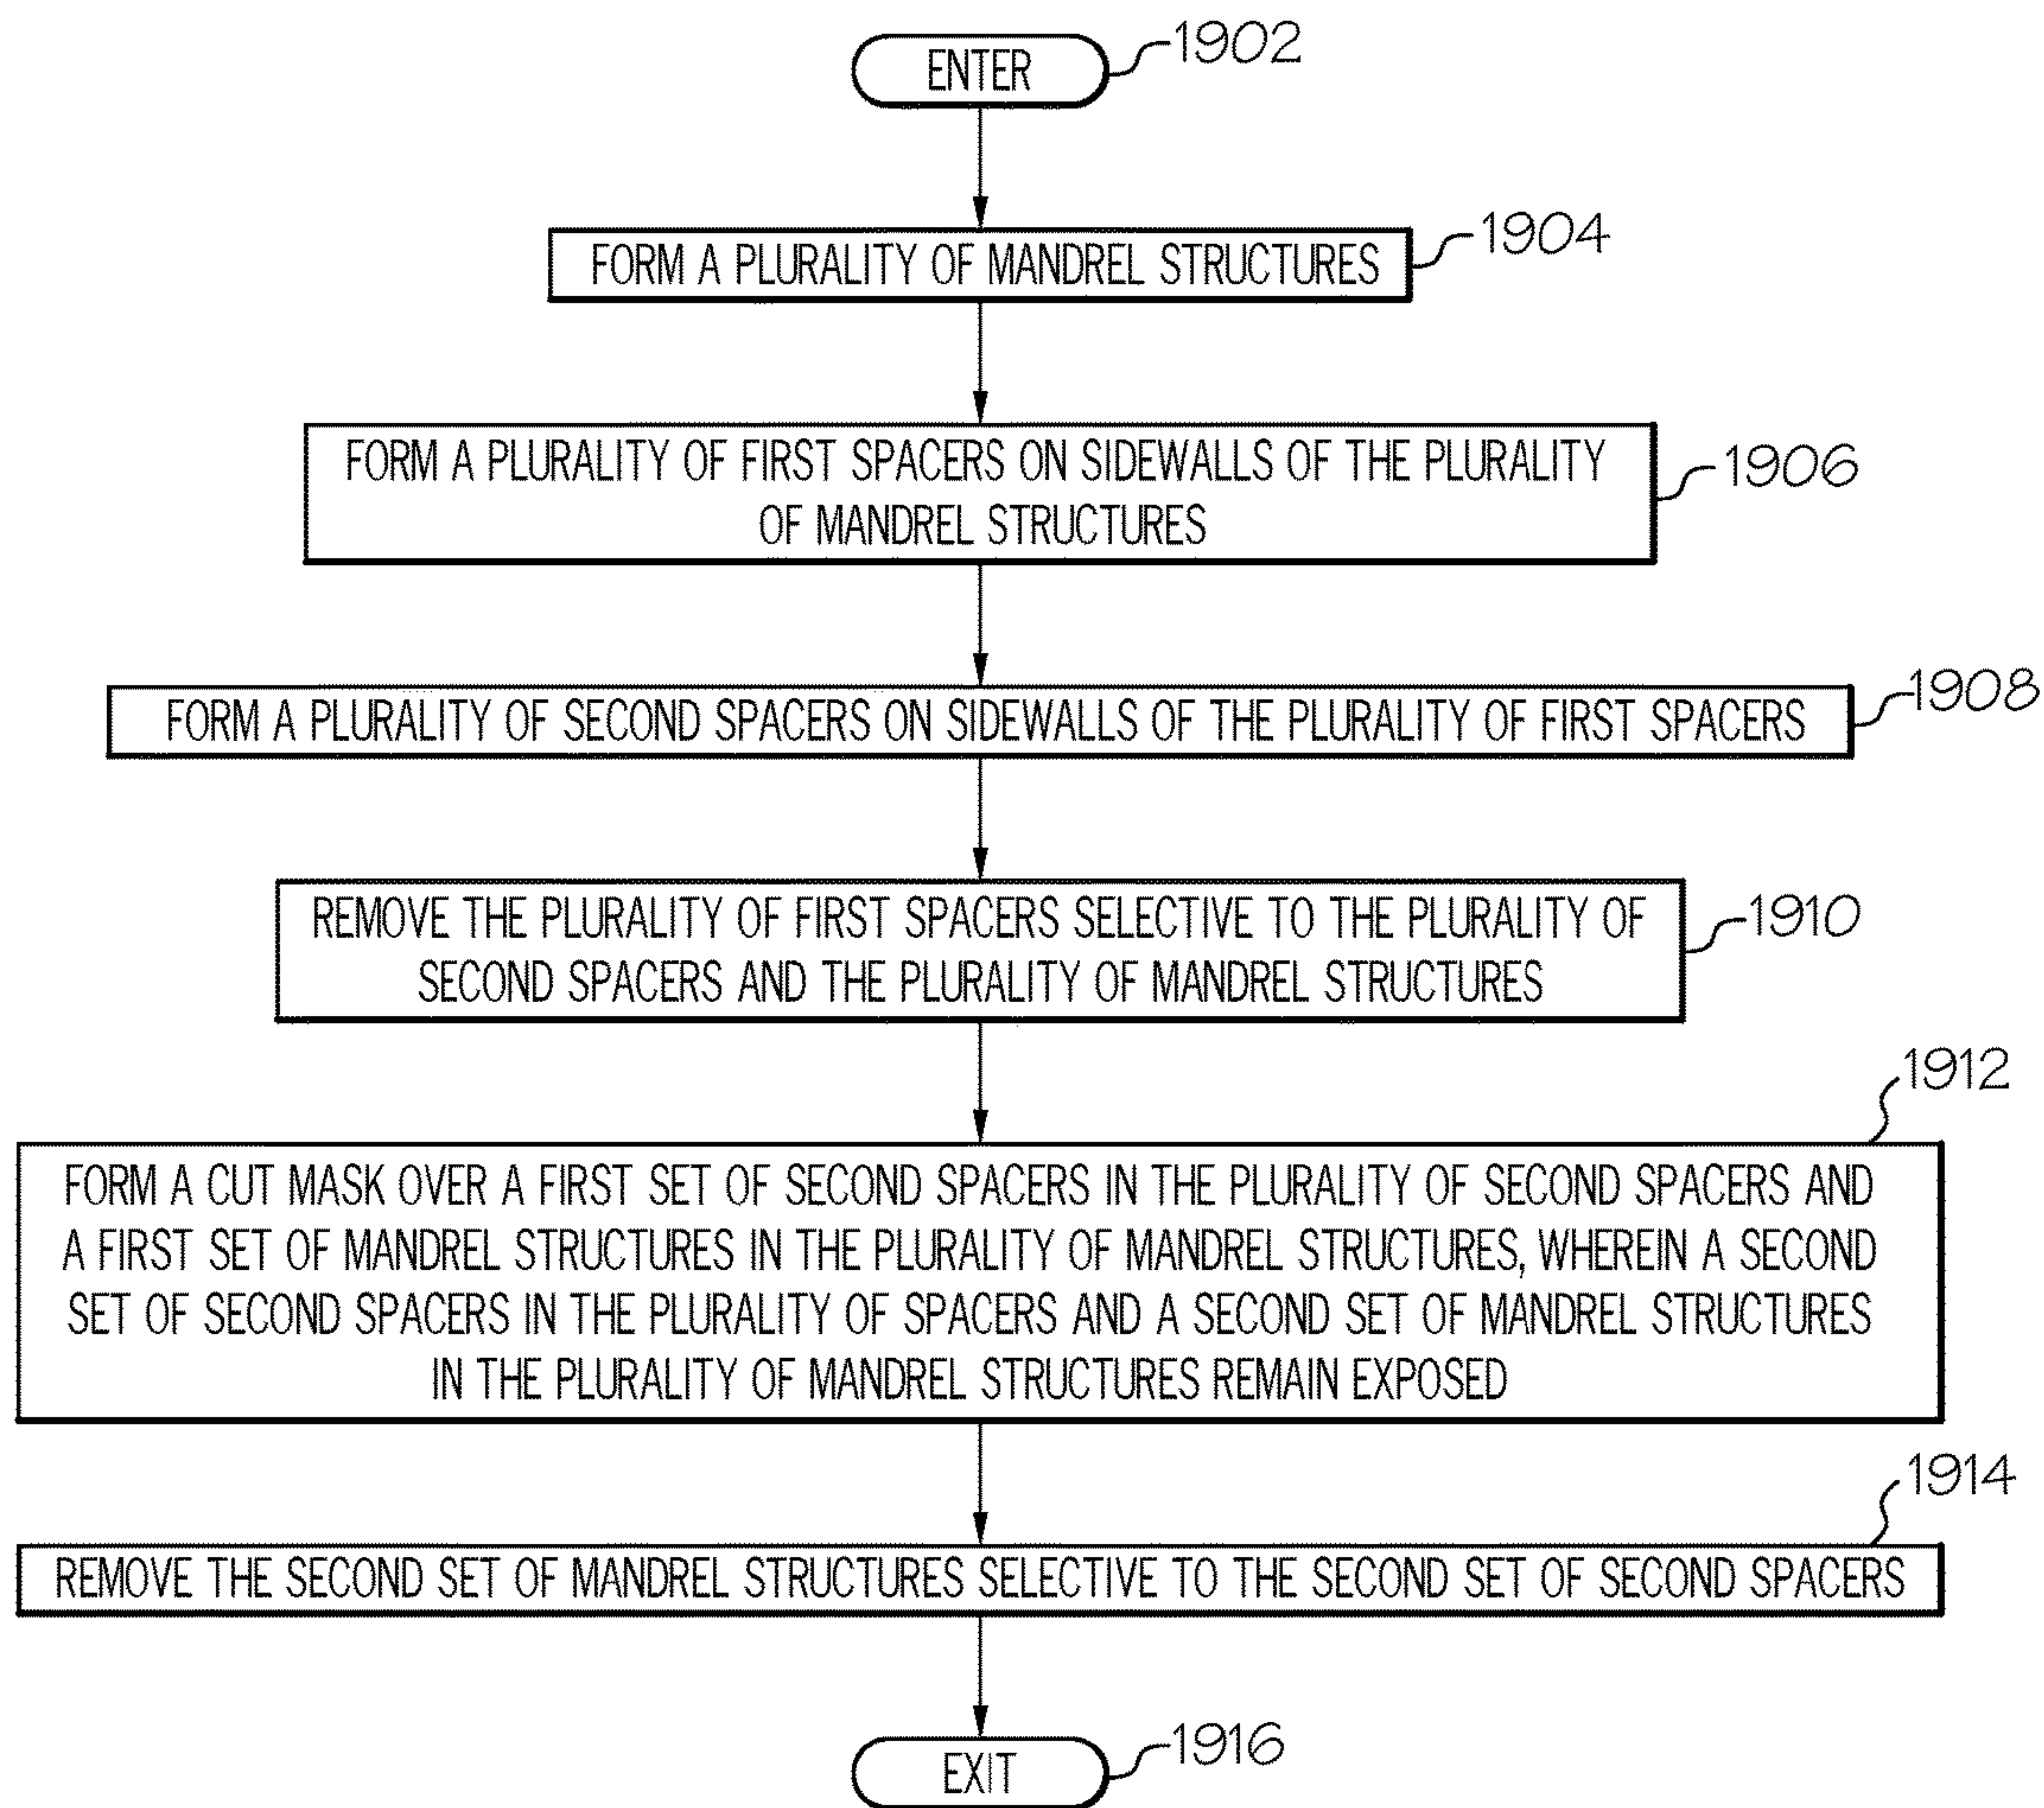 ENTER
1902
FORM A PLURALITY OF MANDREL STRUCTURES
1904
FORM A PLURALITY OF FIRST SPACERS ON SIDEWALLS OF THE PLURALITY
OF MANDREL STRUCTURES
1906
FORM A PLURALITY OF SECOND SPACERS ON SIDEWALLS OF THE PLURALITY OF FIRST SPACERS
1908
REMOVE THE PLURALITY OF FIRST SPACERS SELECTIVE TO THE PLURALITY OF
SECOND SPACERS AND THE PLURALITY OF MANDREL STRUCTURES
1910
1912
FORM A CUT MASK OVER A FIRST SET OF SECOND SPACERS IN THE PLURALITY OF SECOND SPACERS AND
A FIRST SET OF MANDREL STRUCTURES IN THE PLURALITY OF MANDREL STRUCTURES, WHEREIN A SECOND
SET OF SECOND SPACERS IN THE PLURALITY OF SPACERS AND A SECOND SET OF MANDREL STRUCTURES
IN THE PLURALITY OF MANDREL STRUCTURES REMAIN EXPOSED
1914
REMOVE THE SECOND SET OF MANDREL STRUCTURES SELECTIVE TO THE SECOND SET OF SECOND SPACERS
EXIT
1916